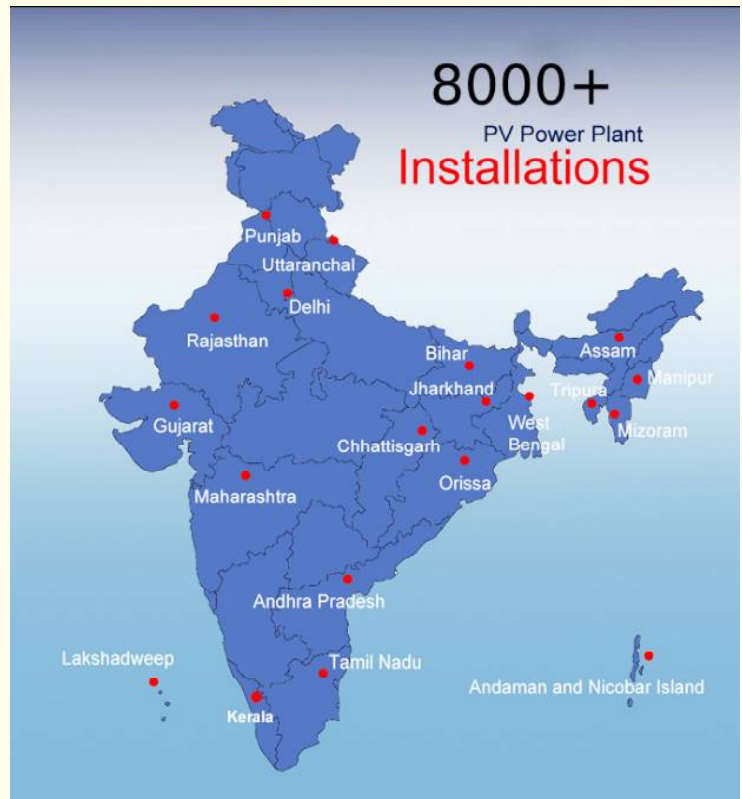 8000+
PV Power Plant
Installations
Punjab
Uttaranchal
Delhi
Rajasthan
Bihar
Assam
Jharkhand
Tripura
Manipur
Gujarat
West
Bengal
Mizoram
Chhattisgarh
Orissa
Maharashtra
Andhra Pradesh
Lakshadweep
Tamil Nadu
Andaman and Nicobar Island
Kerala